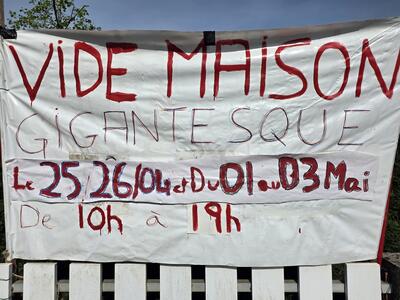 VIDE MAISON
GIGANTESQUE
Le 25 26/04 et Du 01 au 03 Mai
De 10h à 19h